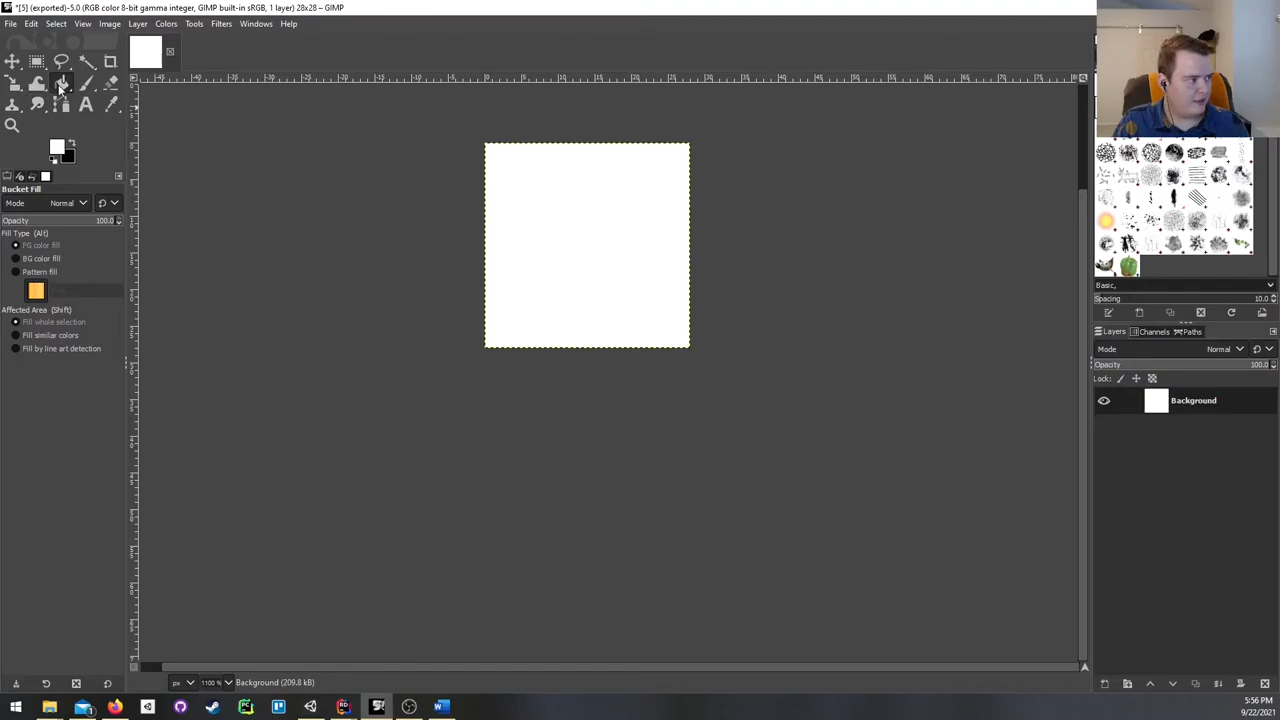 *[5] (exported)-5.0 (RGB color 8-bit gamma integer, GIMP built-in sRGB, 1 layer) 28x28 – GIMP
File Edit Select View Image Layer Colors Tools Filters Windows Help
Bucket Fill
Mode Normal
Opacity 100.0
Fill Type (Alt)
FG color fill
BG color fill
Pattern fill
Affected Area (Shift)
Fill whole selection
Fill similar colors
Fill by line art detection
Basic,
Spacing 10.0
Layers Channels Paths
Mode Normal
Opacity 100.0
Lock:
Background
px 1100 % Background (209.8 kB)
5:56 PM
9/22/2021